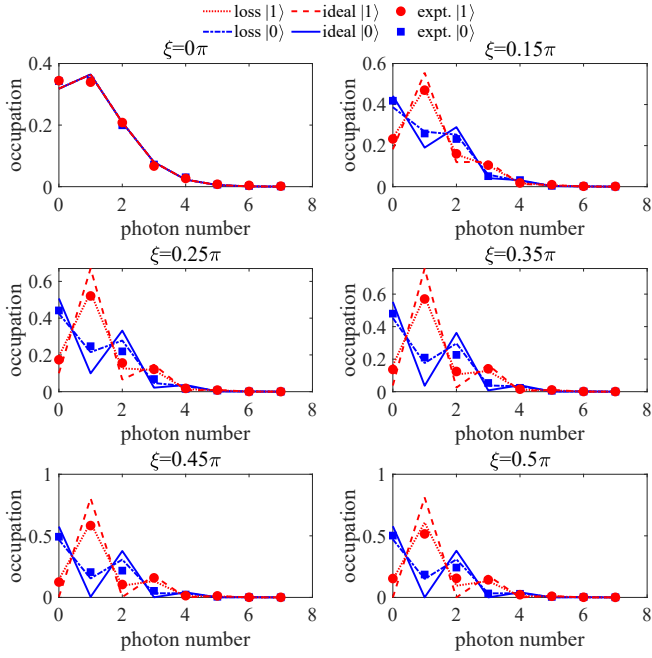 loss |1⟩ ideal |1⟩ expt. |1⟩
loss |0⟩ ideal |0⟩ expt. |0⟩
ξ=0π
occupation
0.4
0.2
0
0 2 4 6 8
photon number
ξ=0.15π
occupation
0.6
0.4
0.2
0
0 2 4 6 8
photon number
ξ=0.25π
occupation
0.6
0.4
0.2
0
0 2 4 6 8
photon number
ξ=0.35π
occupation
0.6
0.4
0.2
0
0 2 4 6 8
photon number
ξ=0.45π
occupation
1
0.5
0
0 2 4 6 8
photon number
ξ=0.5π
occupation
1
0.5
0
0 2 4 6 8
photon number